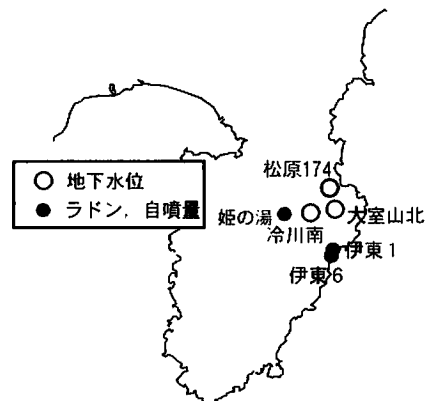 松原174
地下水位
ラドン，自噴量
姫の湯
大室山北
冷川南
伊東1
伊東6